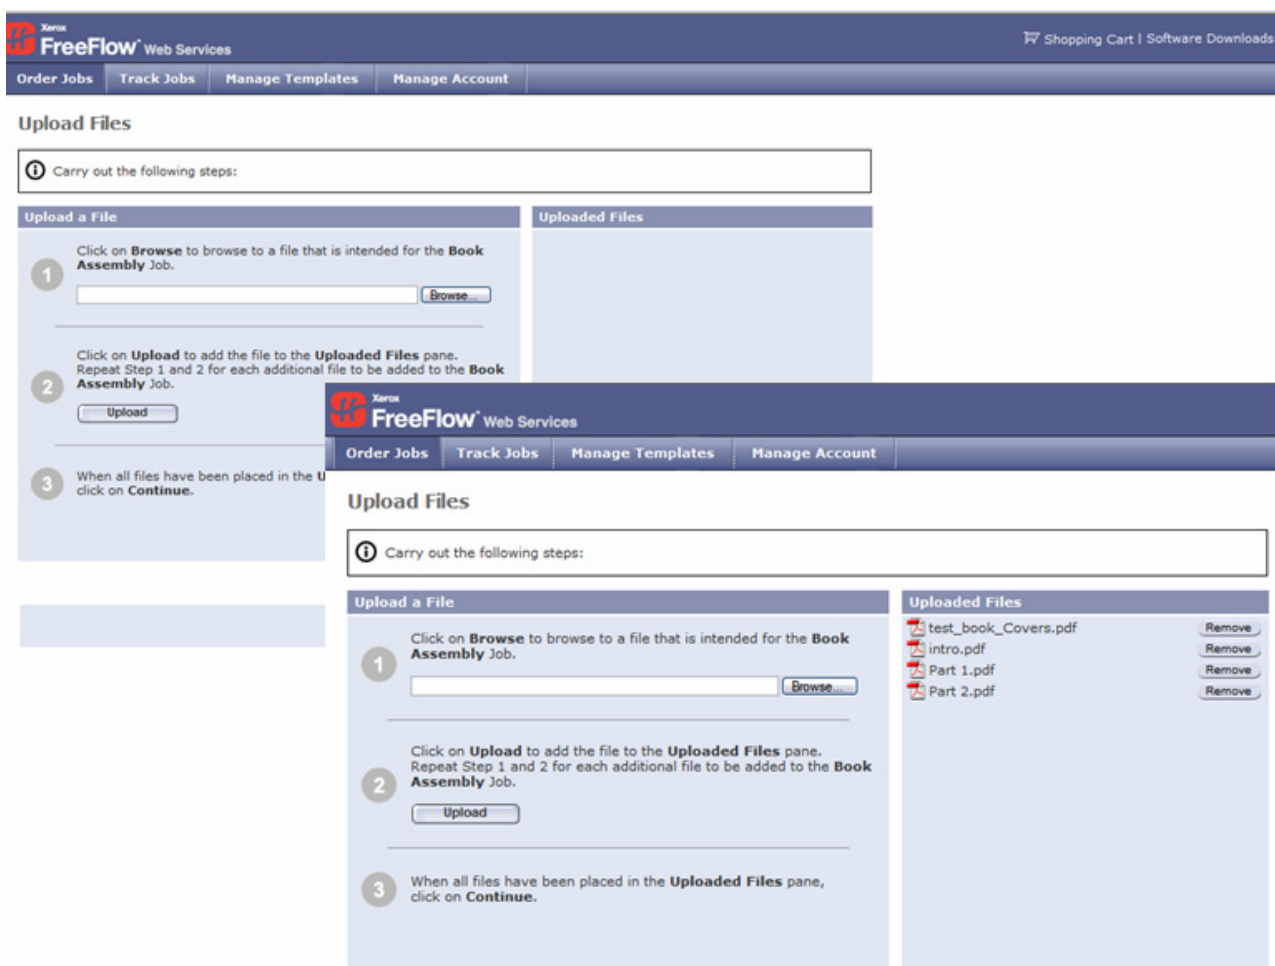 Xerox
FreeFlow Web Services
Shopping Cart | Software Downloads
Order Jobs Track Jobs Manage Templates Manage Account
Upload Files
Carry out the following steps:
Upload a File
Uploaded Files
1
Click on Browse to browse to a file that is intended for the Book
Assembly Job.
Browse...
2
Click on Upload to add the file to the Uploaded Files pane.
Repeat Step 1 and 2 for each additional file to be added to the Book
Assembly Job.
Upload
3
When all files have been placed in the U
click on Continue.
Xerox
FreeFlow Web Services
Order Jobs Track Jobs Manage Templates Manage Account
Upload Files
Carry out the following steps:
Upload a File
1
Click on Browse to browse to a file that is intended for the Book
Assembly Job.
Browse...
2
Click on Upload to add the file to the Uploaded Files pane.
Repeat Step 1 and 2 for each additional file to be added to the Book
Assembly Job.
Upload
3
When all files have been placed in the Uploaded Files pane,
click on Continue.
Uploaded Files
test_book_Covers.pdf Remove
intro.pdf Remove
Part 1.pdf Remove
Part 2.pdf Remove